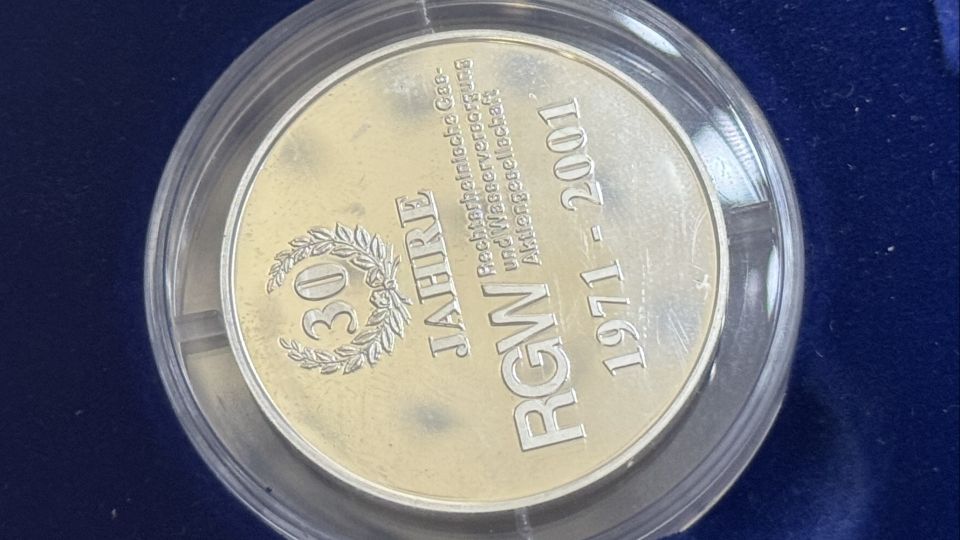 30
JAHRE
RGW Rechtsrheinische Gas-
und Wasserversorgung
Aktiengesellschaft
1971 - 2001